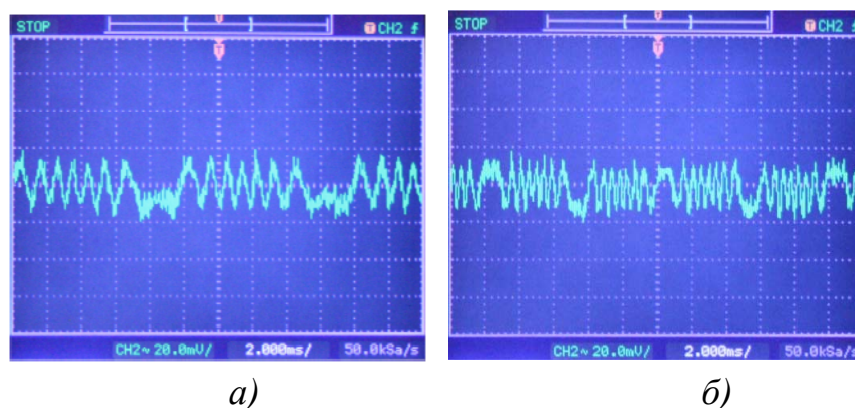 STOP
T CH2 £
T
CH2~ 20.0mV/ 2.000ms/ 50.0kSa/s
а)
STOP
T CH2 £
T
CH2~ 20.0mV/ 2.000ms/ 50.0kSa/s
б)